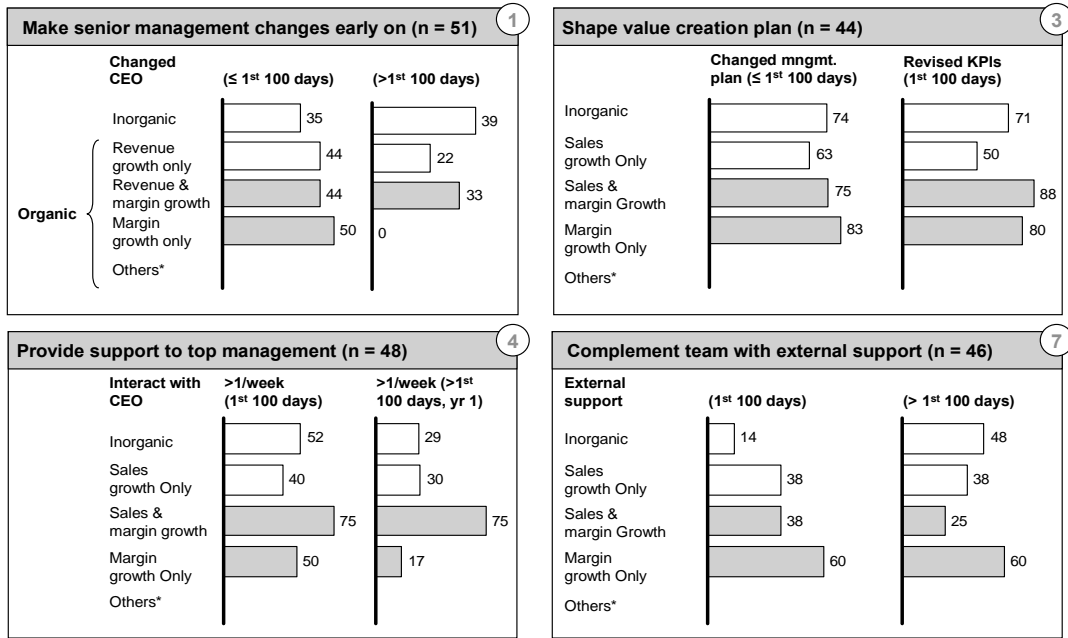 Make senior management changes early on (n = 51)
1
Changed
CEO
(≤ 1st 100 days)
(>1st 100 days)
Inorganic
35
39
Revenue
growth only
44
22
Revenue &
margin growth
44
33
Organic
Margin
growth only
50
0
Others*
Shape value creation plan (n = 44)
3
Changed mngmt.
plan (≤ 1st 100 days)
Revised KPIs
(1st 100 days)
Inorganic
74
71
Sales
growth Only
63
50
Sales &
margin Growth
75
88
Margin
growth Only
83
80
Others*
Provide support to top management (n = 48)
4
Interact with
CEO
>1/week
(1st 100 days)
>1/week (>1st
100 days, yr 1)
Inorganic
52
29
Sales
growth Only
40
30
Sales &
margin growth
75
75
Margin
growth Only
50
17
Others*
Complement team with external support (n = 46)
7
External
support
(1st 100 days)
(> 1st 100 days)
Inorganic
14
48
Sales
growth Only
38
38
Sales &
margin Growth
38
25
Margin
growth Only
60
60
Others*